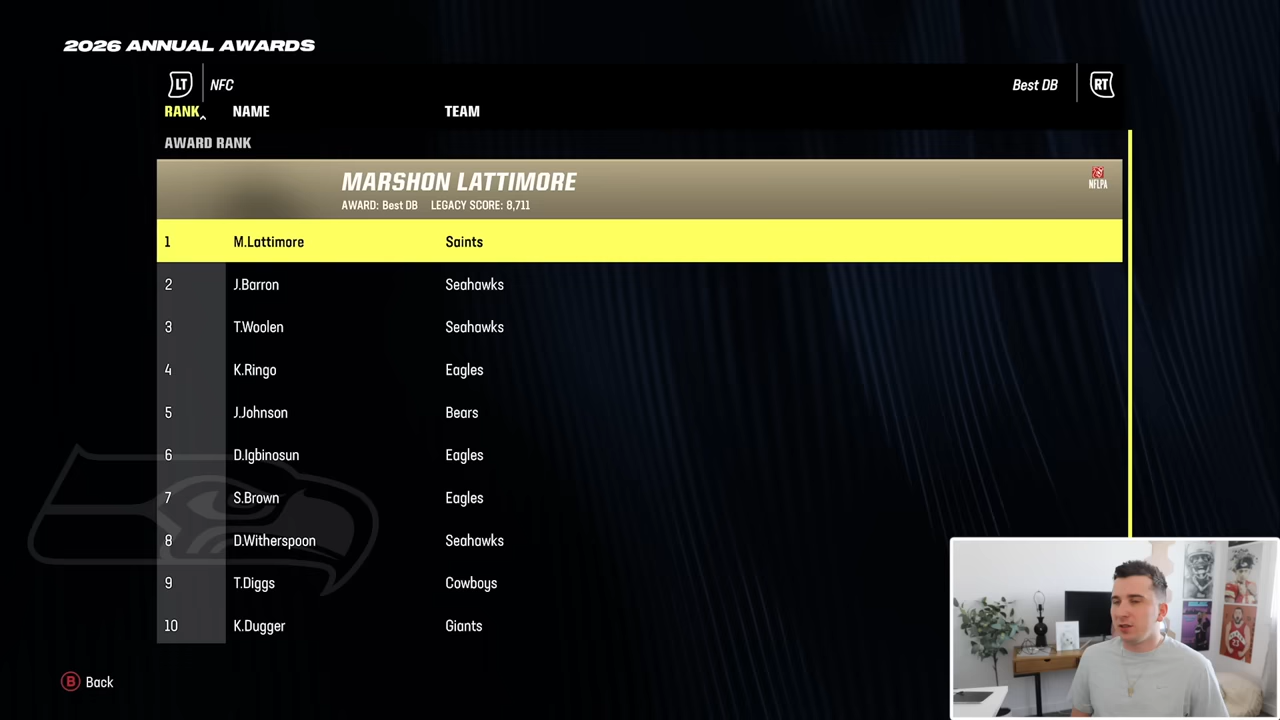 2026 ANNUAL AWARDS
LT NFC Best DB RT
RANK NAME TEAM
AWARD RANK
MARSHON LATTIMORE
AWARD: Best DB LEGACY SCORE: 8,711
NFLPA
1 M.Lattimore Saints
2 J.Barron Seahawks
3 T.Woolen Seahawks
4 K.Ringo Eagles
5 J.Johnson Bears
6 D.Igbinosun Eagles
7 S.Brown Eagles
8 D.Witherspoon Seahawks
9 T.Diggs Cowboys
10 K.Dugger Giants
B Back